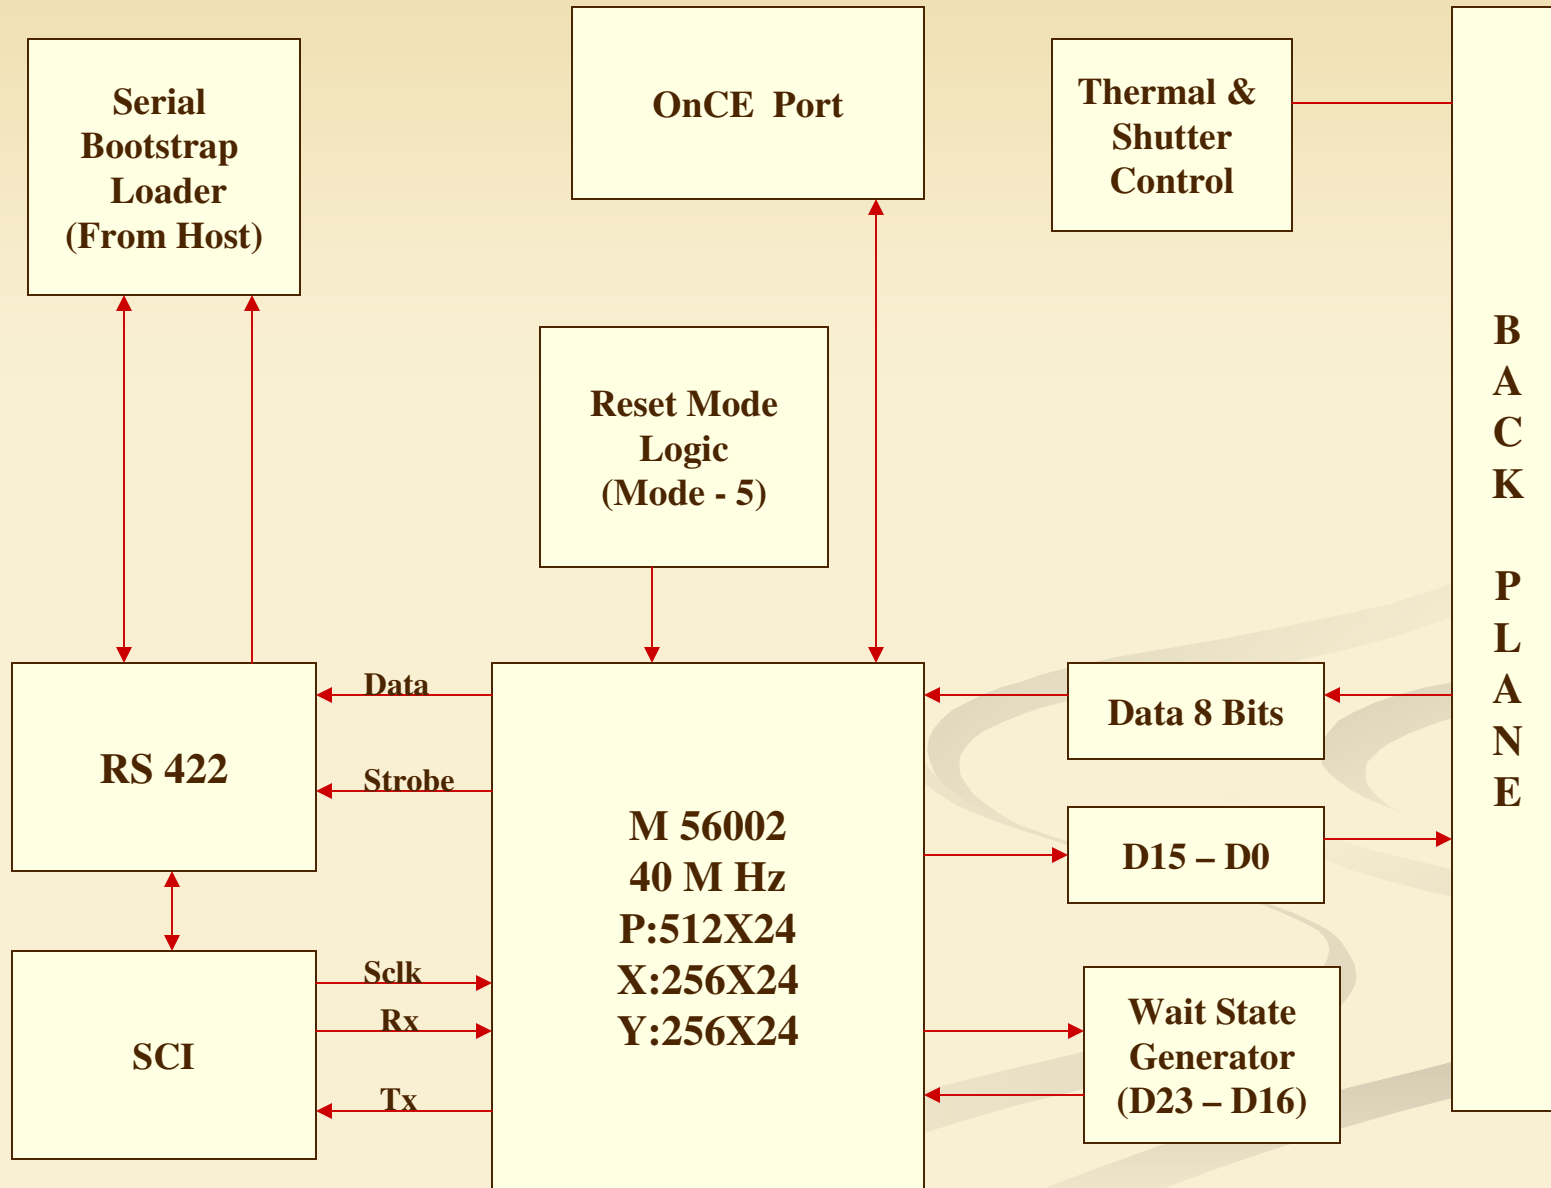 Serial
Bootstrap
Loader
(From Host)
OnCE Port
Thermal &
Shutter
Control
Reset Mode
Logic
(Mode - 5)
B
A
C
K
P
L
A
N
E
RS 422
Data
Strobe
M 56002
40 M Hz
P:512X24
X:256X24
Y:256X24
Data 8 Bits
D15 – D0
SCI
Sclk
Rx
Tx
Wait State
Generator
(D23 – D16)